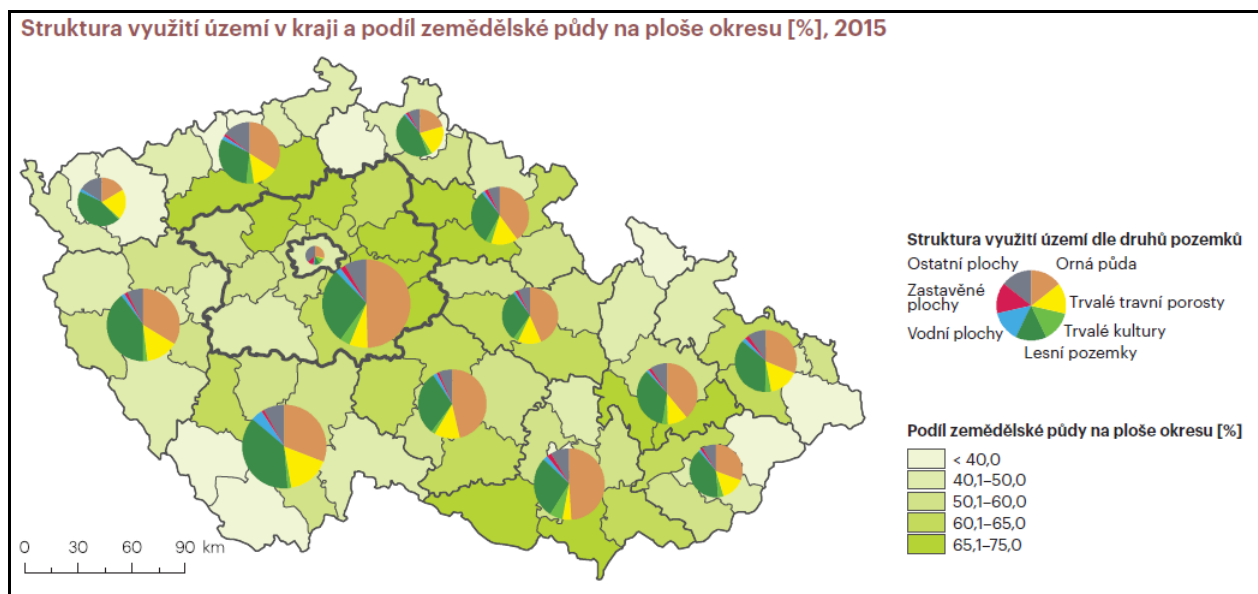 Struktura využití území v kraji a podíl zemědělské půdy na ploše okresu [%], 2015
Struktura využití území dle druhů pozemků
Ostatní plochy
Orná půda
Zastavěné
plochy
Trvalé travní porosty
Vodní plochy
Trvalé kultury
Lesní pozemky
Podíl zemědělské půdy na ploše okresu [%]
< 40,0
40,1–50,0
50,1–60,0
60,1–65,0
65,1–75,0
0 30 60 90 km